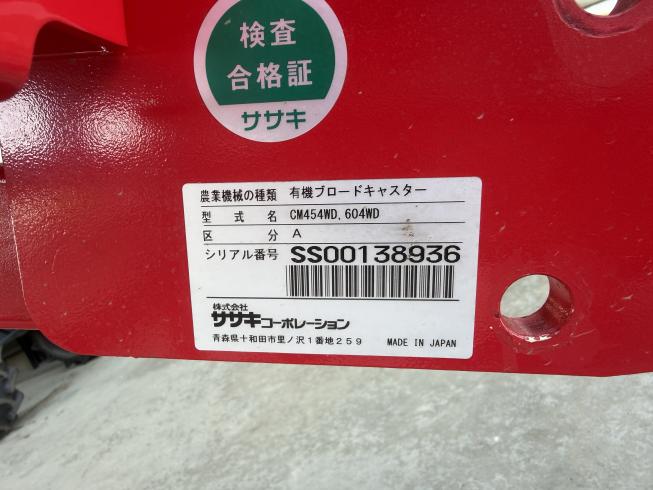 検査
合格証
ササキ
農業機械の種類 有機ブロードキャスター
型式名 CM454WD, 604WD
区分 A
シリアル番号 SS00138936
株式会社
ササキコーポレーション
青森県十和田市里ノ沢1番地259 MADE IN JAPAN